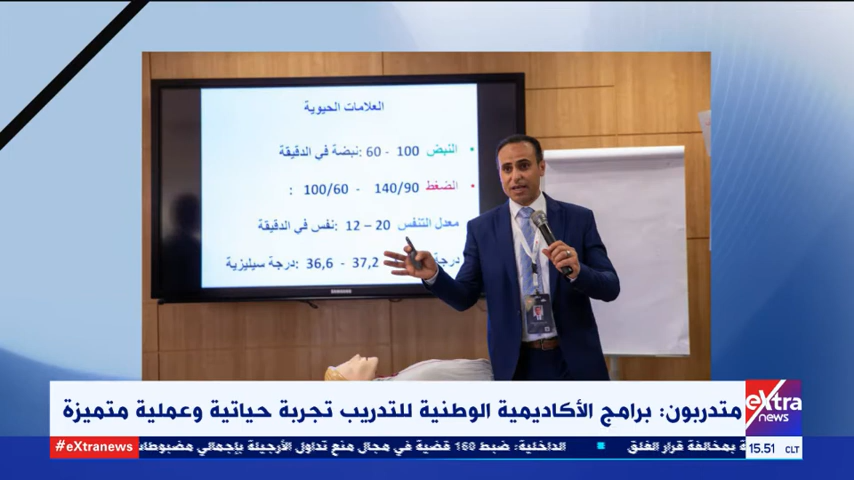 العلامات الحيوية
• النبض 100 - 60 :نبضة في الدقيقة
• الضغط 140/90 - 100/60 :
معدل التنفس 20 – 12 :نفس في الدقيقة
درجة 37,2 - 36,6 :درجة سيليزية
SAMSUNG
متدربون: برامج الأكاديمية الوطنية للتدريب تجربة حياتية وعملية متميزة
eXtra news
#eXtranews
ة بمخالفة قرار الغلق
الداخلية: ضبط 160 قضية في مجال منع تداول الأرجيئة بإجمالي مضبوطات
15.51 CLT